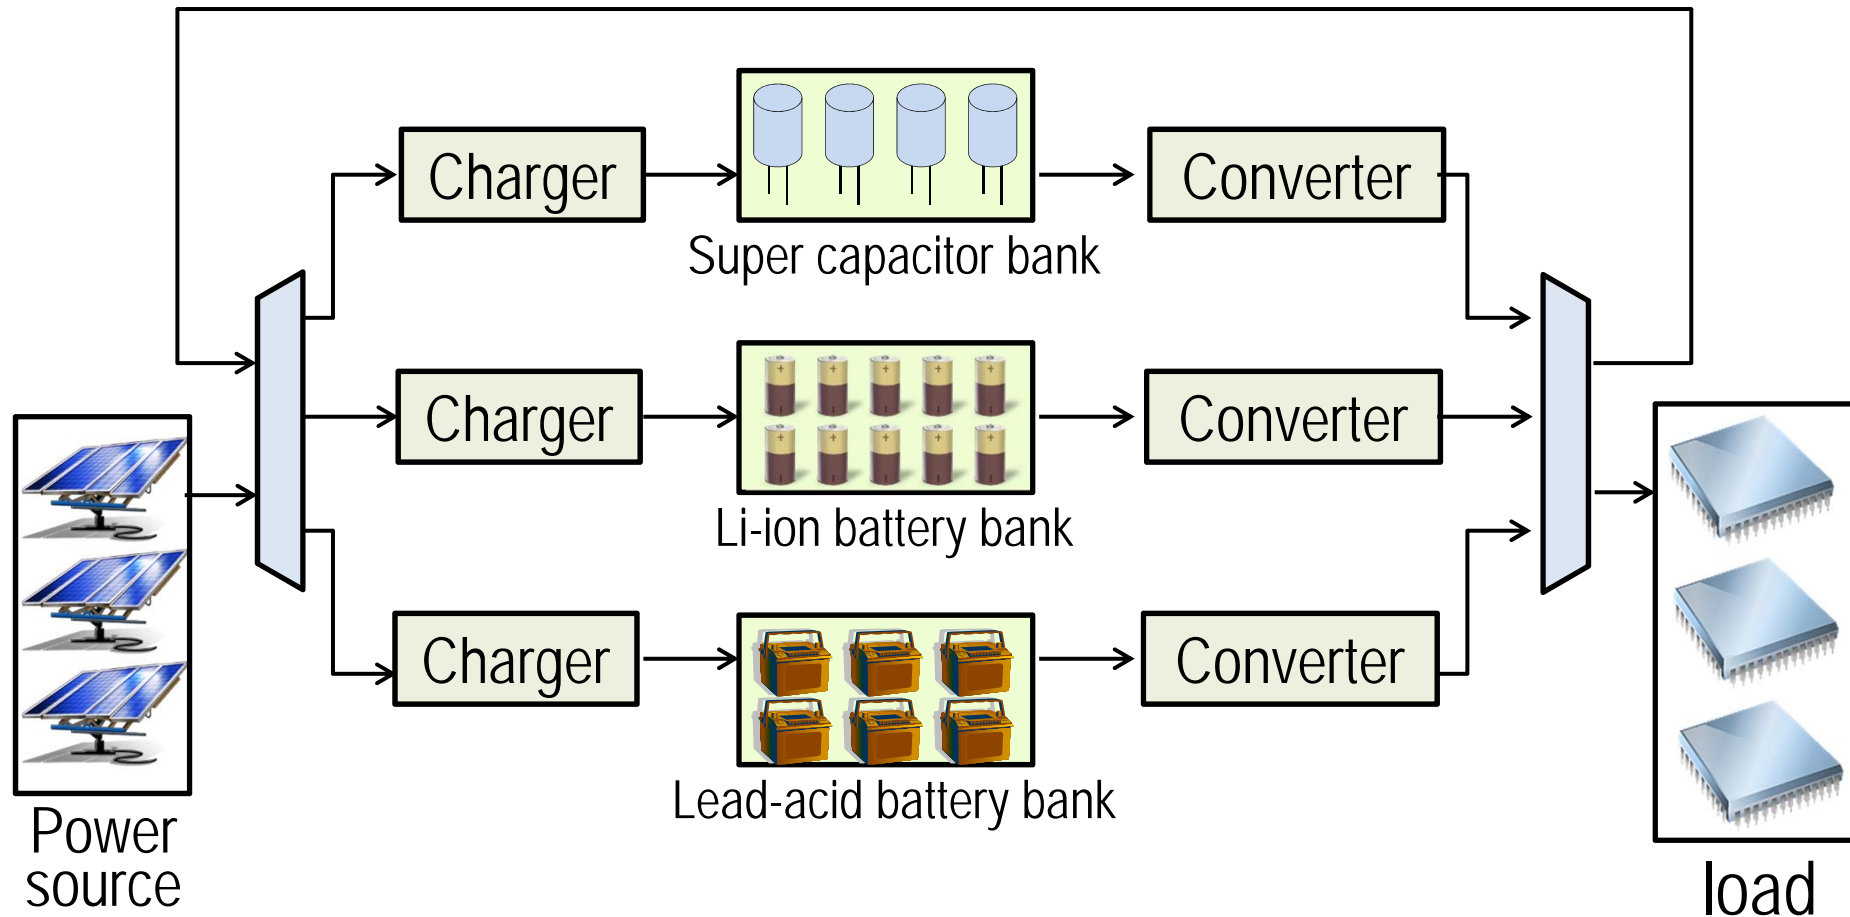 Charger
Converter
Super capacitor bank
Charger
Converter
Li-ion battery bank
Charger
Converter
Lead-acid battery bank
Power
source
load